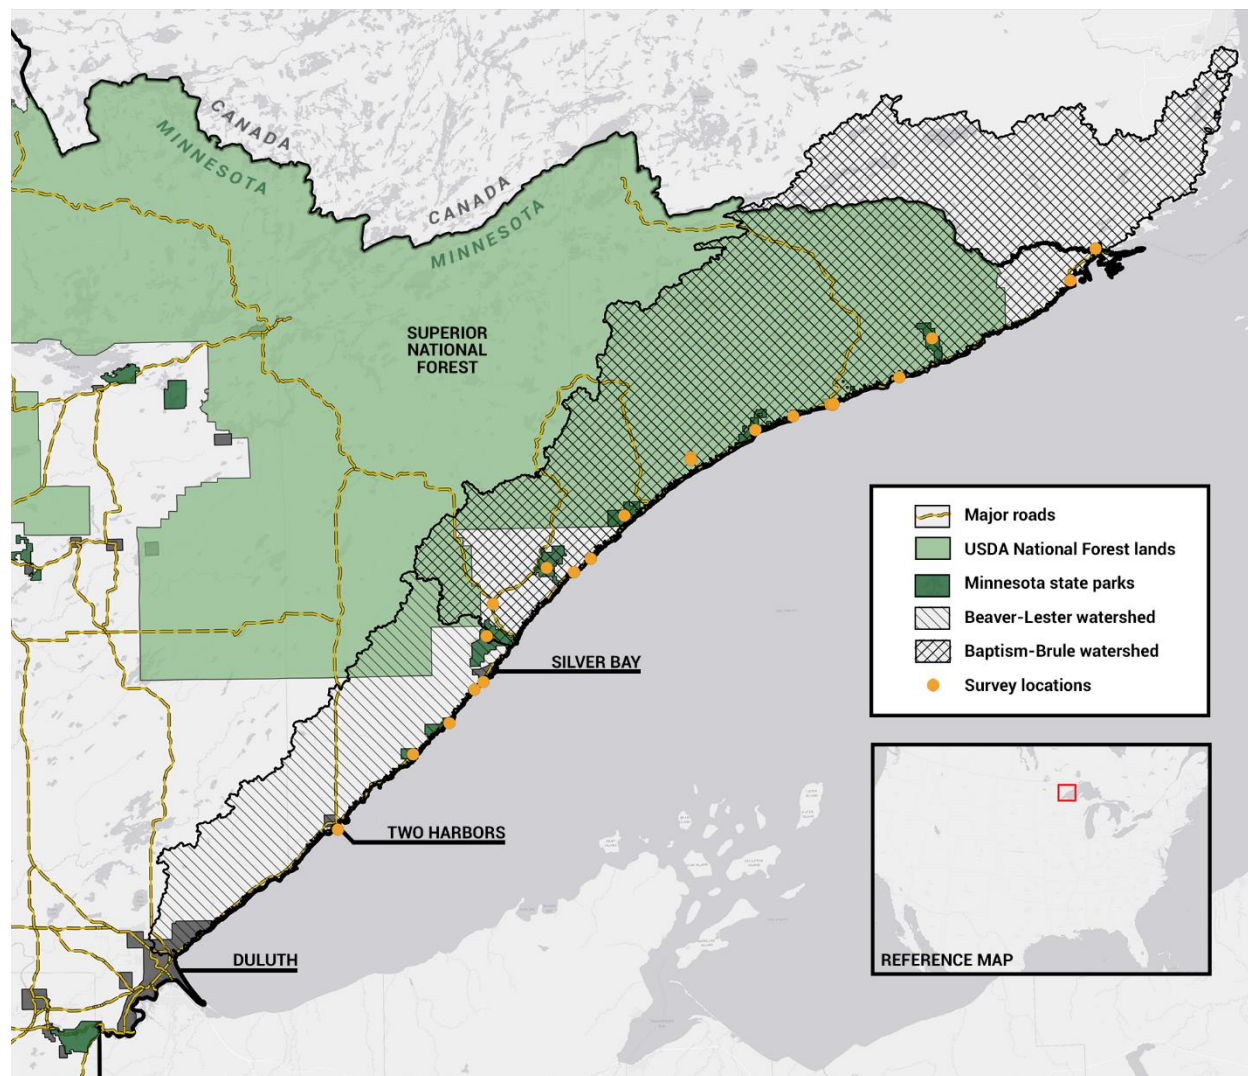 CANADA
MINNESOTA
CANADA
MINNESOTA
SUPERIOR
NATIONAL
FOREST
Major roads
USDA National Forest lands
Minnesota state parks
Beaver-Lester watershed
Baptism-Brule watershed
Survey locations
SILVER BAY
TWO HARBORS
DULUTH
REFERENCE MAP